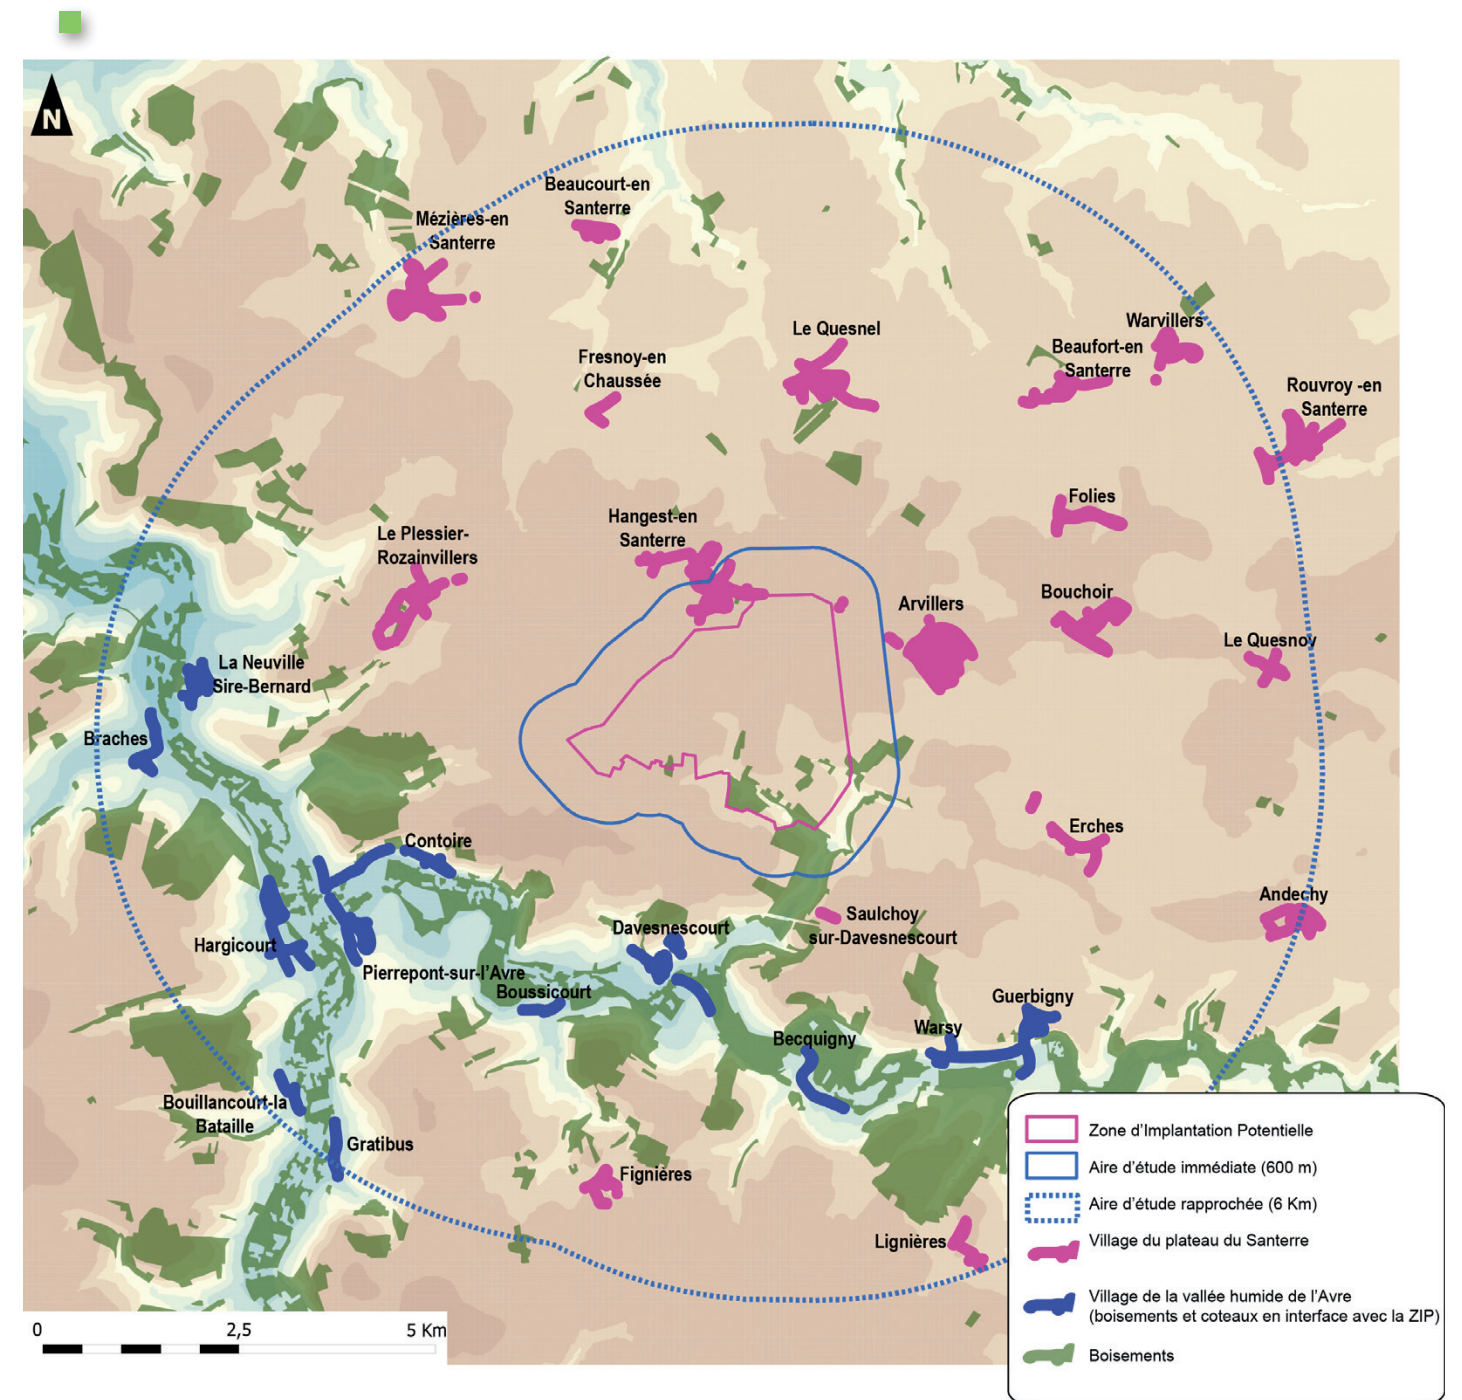 N
Beaucourt-en
Santerre
Mézières-en
Santerre
Le Quesnel
Warvillers
Fresnoy-en
Chaussée
Beaufort-en
Santerre
Rouvroy -en
Santerre
Folies
Hangest-en
Santerre
Le Plessier-
Rozainvillers
Bouchoir
Arvillers
Le Quesnoy
La Neuville
Sire-Bernard
Braches
Erches
Contoire
Andechy
Saulchoy
sur-Davesnescourt
Davesnescourt
Hargicourt
Pierrepont-sur-l'Avre
Boussicourt
Guerbigny
Warsy
Becquigny
Bouillancourt-la
Bataille
Gratibus
Fignières
Lignières
Zone d'Implantation Potentielle
Aire d'étude immédiate (600 m)
Aire d'étude rapprochée (6 Km)
Village du plateau du Santerre
Village de la vallée humide de l'Avre
(boisements et coteaux en interface avec la ZIP)
Boisements
0 2,5 5 Km